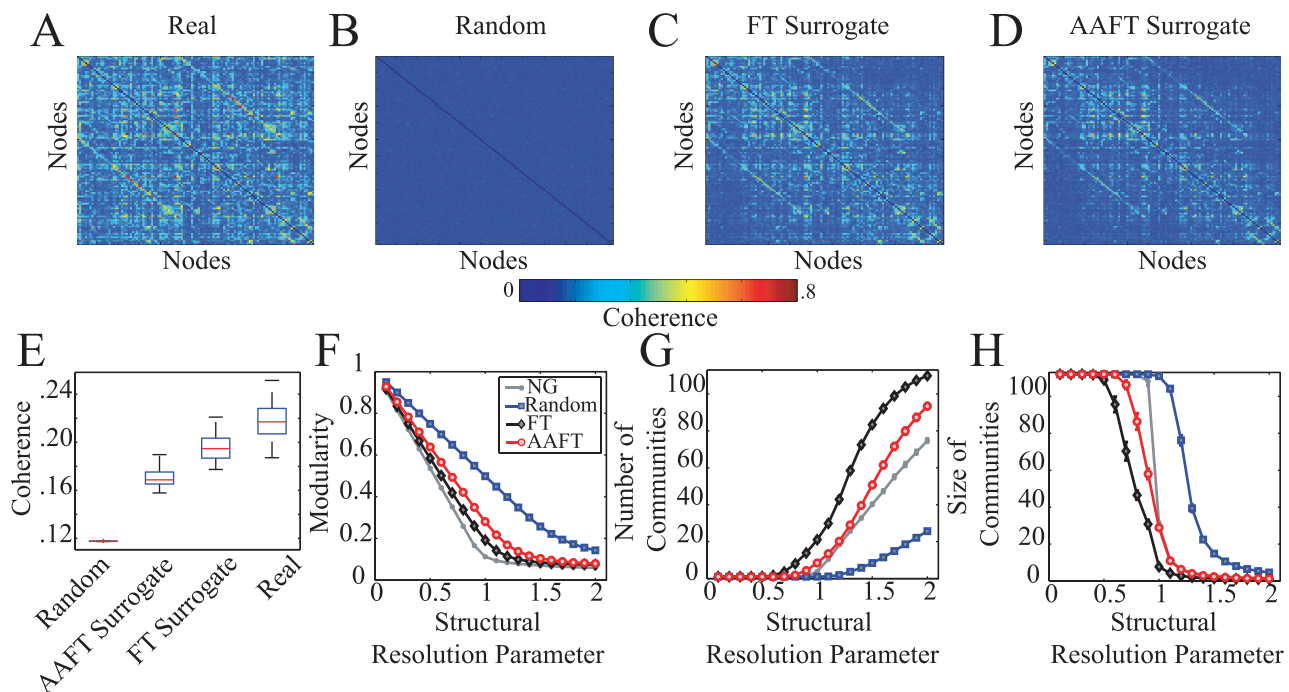 A Real
B Random
C FT Surrogate
D AAFT Surrogate
Nodes
Nodes
Nodes
Nodes
Nodes
Nodes
Nodes
Nodes
0 .8
Coherence
E
Coherence
.24
.20
.16
.12
Random
AAFT Surrogate
FT Surrogate
Real
F
Modularity
1
0.8
0.6
0.4
0.2
0
NG
Random
FT
AAFT
0 0.5 1 1.5 2
Structural
Resolution Parameter
G
Number of
Communities
100
80
60
40
20
0
0 0.5 1 1.5 2
Structural
Resolution Parameter
H
Size of
Communities
100
80
60
40
20
0
0 0.5 1 1.5 2
Structural
Resolution Parameter